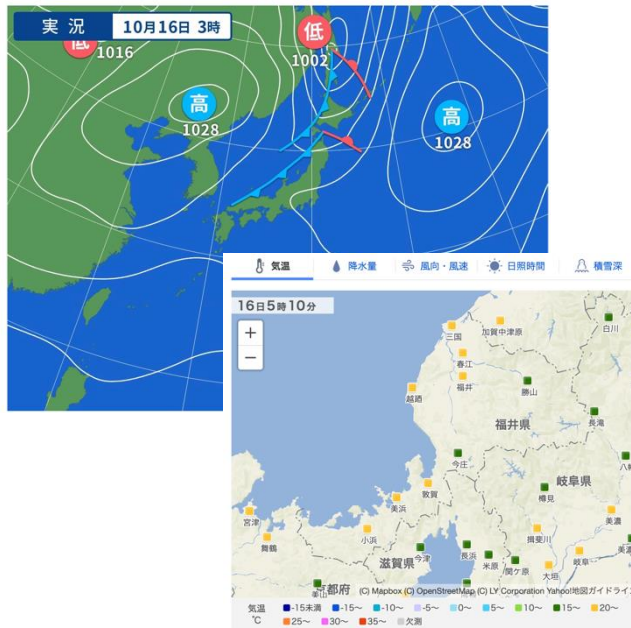 実況 10月16日 3時
低
1016
低
1002
高
1028
高
1028
気温 降水量 風向・風速 日照時間 積雪深
16日5時10分
+
−
三国
加賀中津原
白川
春江
福井
越廼
勝山
福井県
長滝
今庄
岐阜県
敦賀
樽見
美浜
宮津
美濃
小浜
揖斐川
舞鶴
滋賀県
今津
長浜
米原
関ケ原
岐阜
大垣
美山
都府
(C) Mapbox (C) OpenStreetMap (C) LY Corporation Yahoo!地図ガイドライ
気温
℃
-15未満 -15～ -10～ -5～ 0～ 5～ 10～ 15～ 20～
25～ 30～ 35～ 欠測